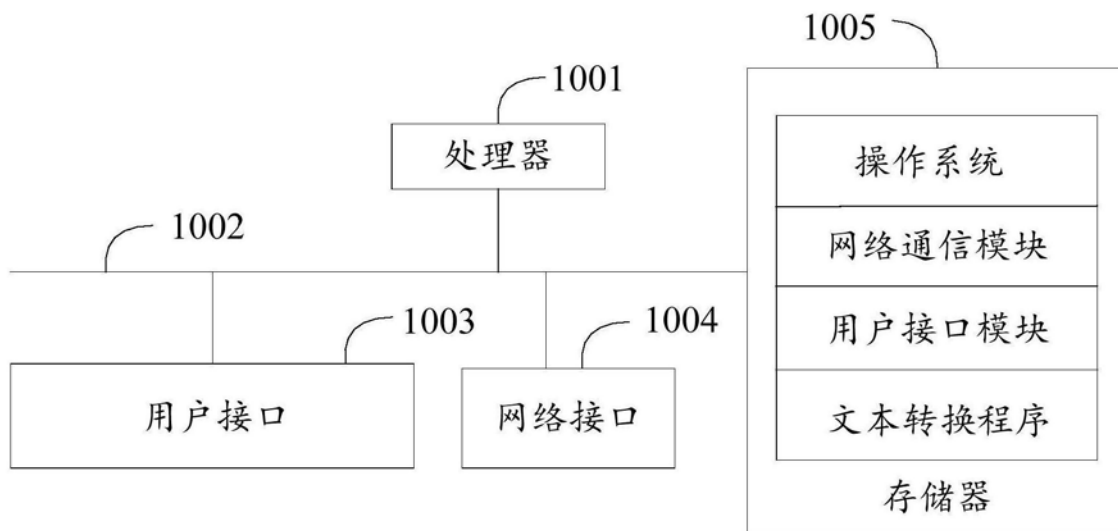 1005
1001
处理器
操作系统
1002
网络通信模块
1003
1004
用户接口模块
用户接口
网络接口
文本转换程序
存储器